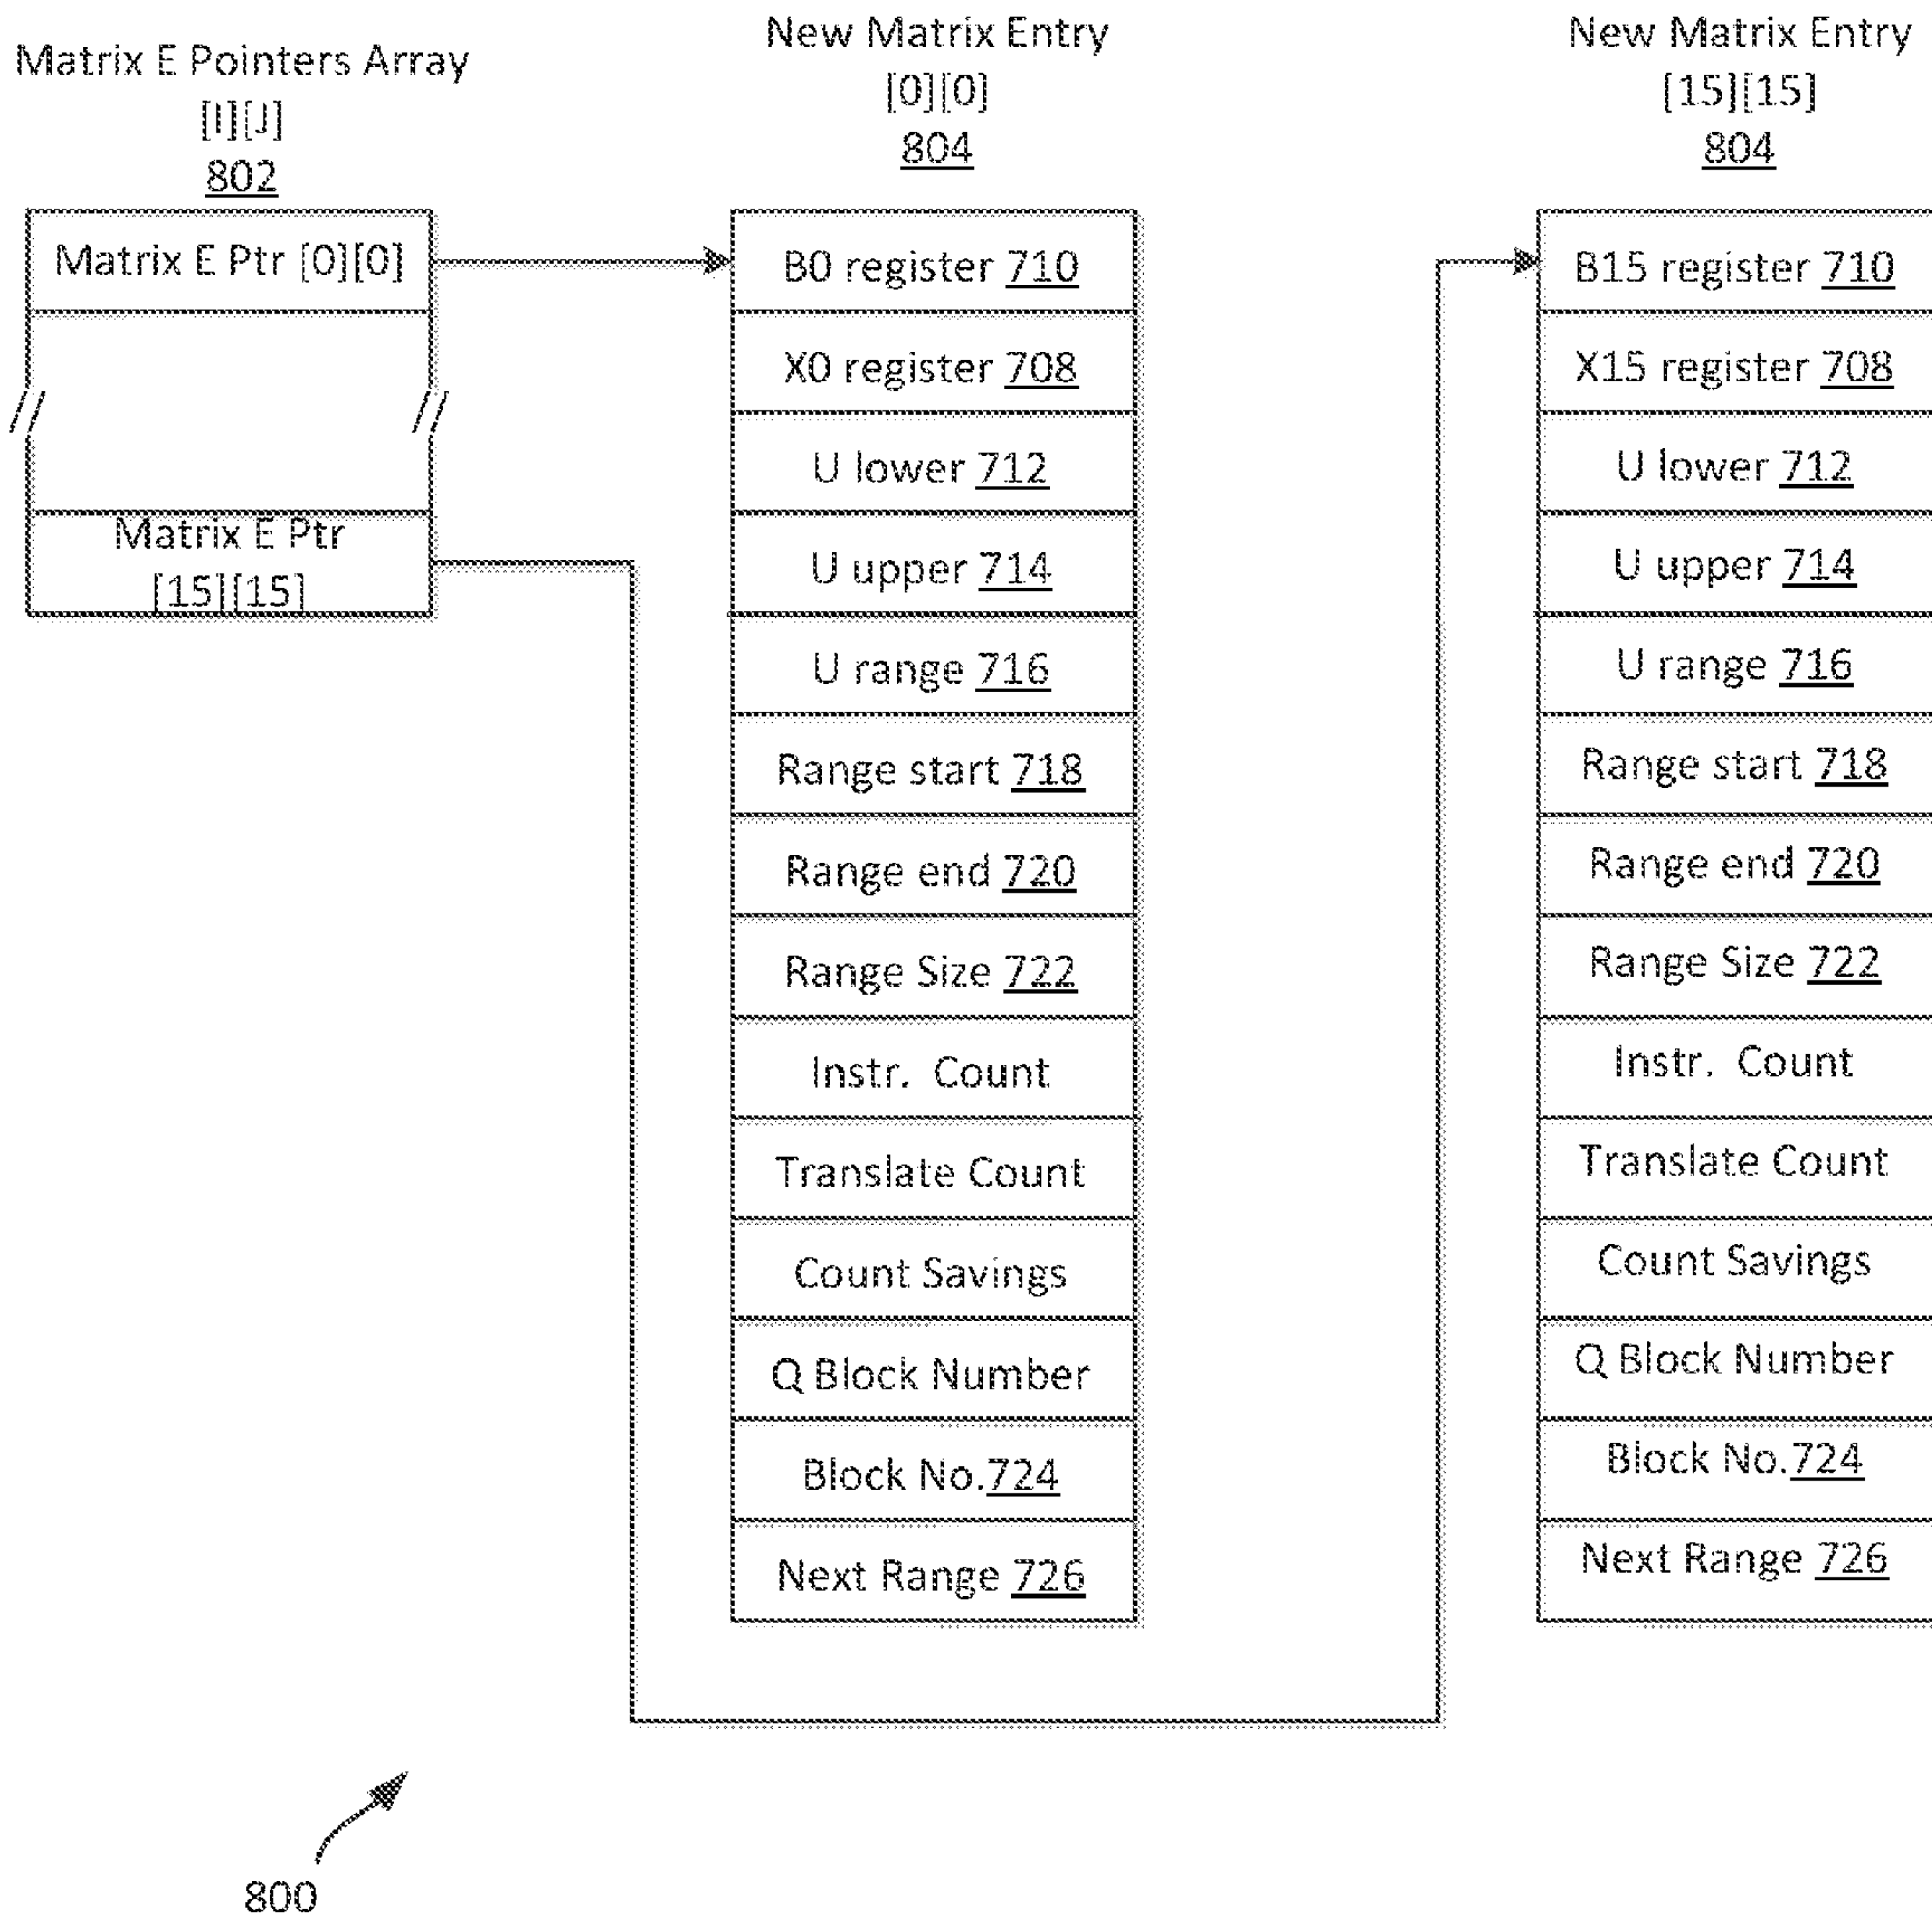 Matrix E Pointers Array
[I][J]
802
Matrix E Ptr [0][0]
Matrix E Ptr
[15][15]
New Matrix Entry
[0][0]
804
B0 register 710
X0 register 708
U lower 712
U upper 714
U range 716
Range start 718
Range end 720
Range Size 722
Instr. Count
Translate Count
Count Savings
Q Block Number
Block No.724
Next Range 726
New Matrix Entry
[15][15]
804
B15 register 710
X15 register 708
U lower 712
U upper 714
U range 716
Range start 718
Range end 720
Range Size 722
Instr. Count
Translate Count
Count Savings
Q Block Number
Block No.724
Next Range 726
800